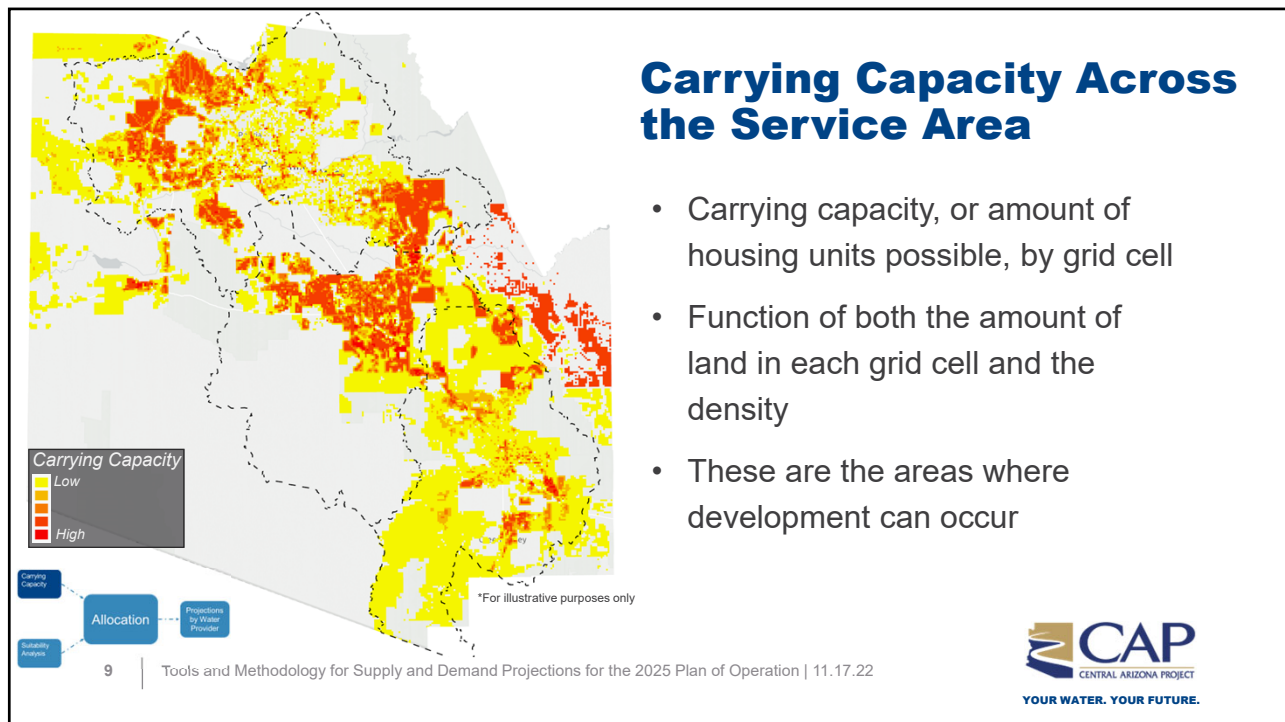 Carrying Capacity Across
the Service Area
• Carrying capacity, or amount of
housing units possible, by grid cell
• Function of both the amount of
land in each grid cell and the
density
• These are the areas where
development can occur
Carrying Capacity
Low
High
*For illustrative purposes only
Carrying
Capacity
Suitability
Analysis
Allocation
Projections
by Water
Provider
9
Tools and Methodology for Supply and Demand Projections for the 2025 Plan of Operation | 11.17.22
CAP
CENTRAL ARIZONA PROJECT
YOUR WATER. YOUR FUTURE.